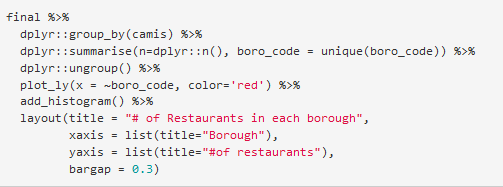 final %>%
  dplyr::group_by(camis) %>%
  dplyr::summarise(n=dplyr::n(), boro_code = unique(boro_code)) %>%
  dplyr::ungroup() %>%
  plot_ly(x = ~boro_code, color='red') %>%
  add_histogram() %>%
  layout(title = "# of Restaurants in each borough",
         xaxis = list(title="Borough"),
         yaxis = list(title="#of restaurants"),
         bargap = 0.3)